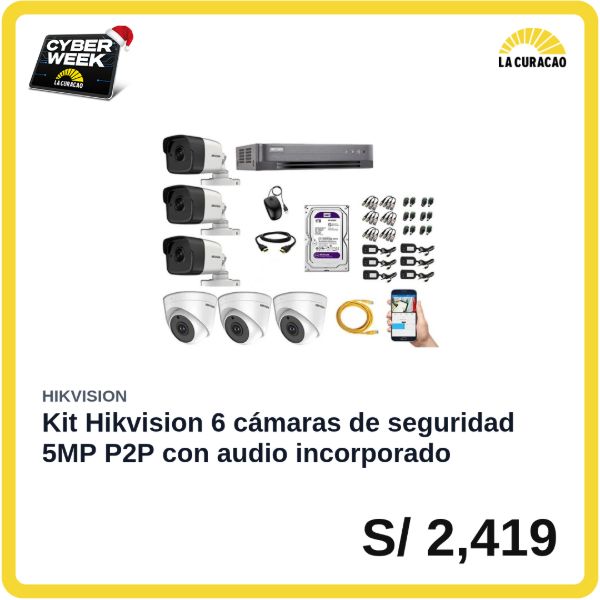 CYBER
WEEK
LA CURACAO
LA CURACAO
HIKVISION
Kit Hikvision 6 cámaras de seguridad
5MP P2P con audio incorporado
S/ 2,419